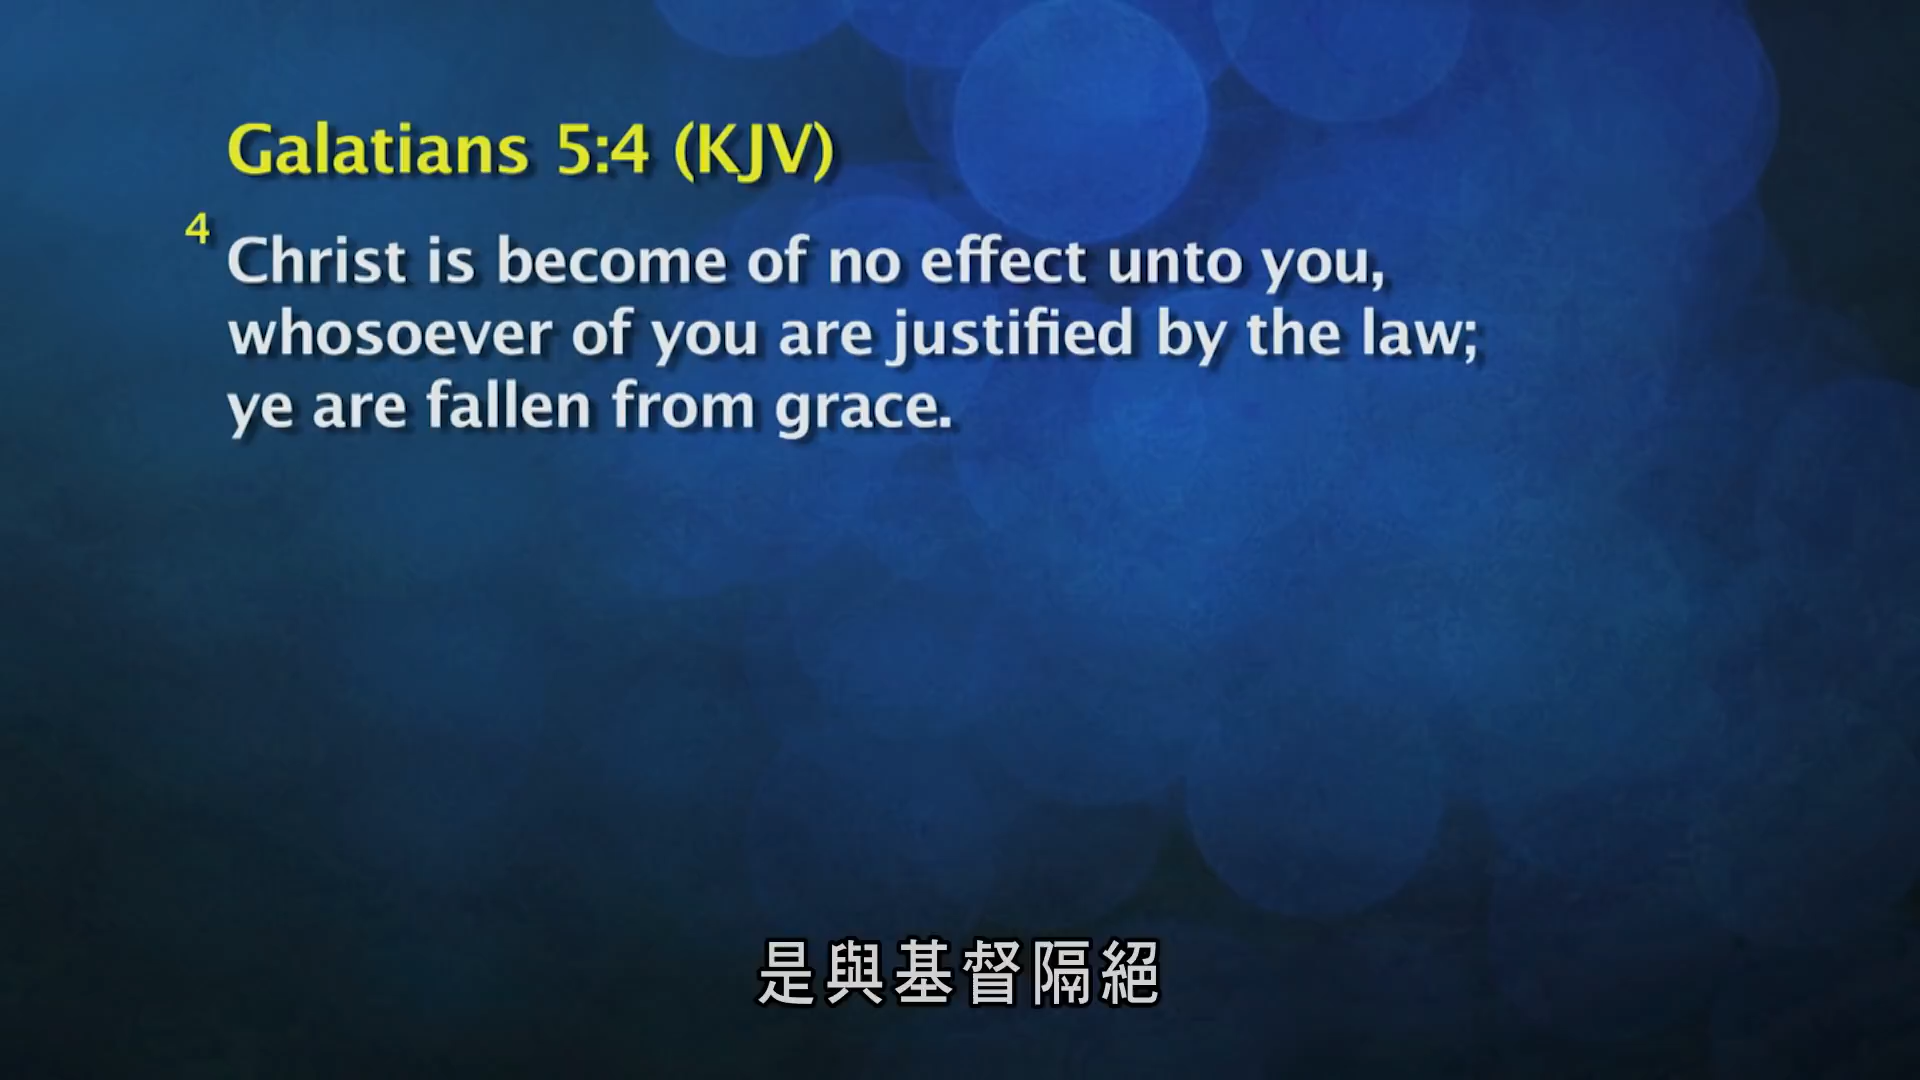 Galatians 5:4 (KJV)
4 Christ is become of no effect unto you,
whosoever of you are justified by the law;
ye are fallen from grace.
是與基督隔絕